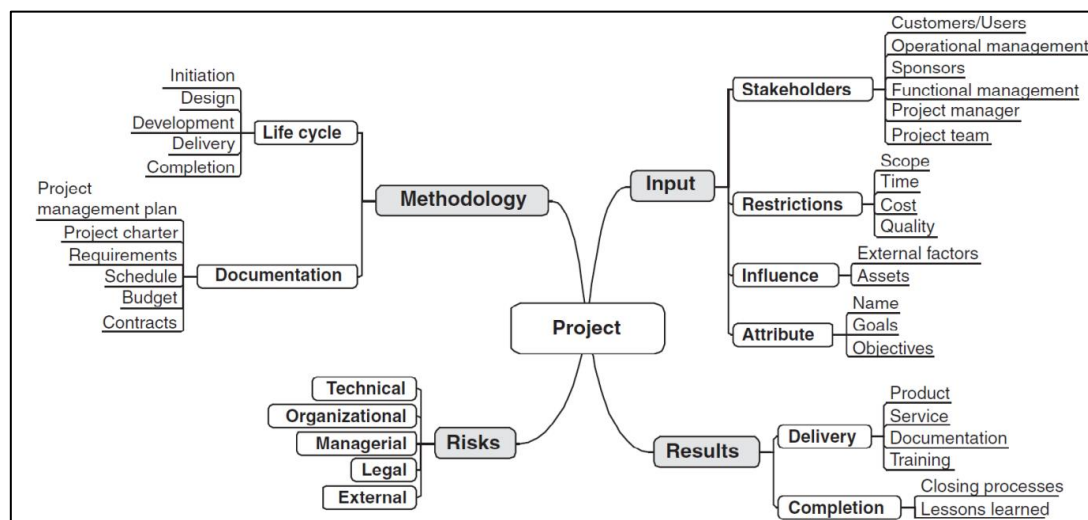 Initiation
Design
Development
Delivery
Completion
Life cycle
Project
management plan
Project charter
Requirements
Schedule
Budget
Contracts
Documentation
Methodology
Technical
Organizational
Managerial
Legal
External
Risks
Project
Input
Stakeholders
Customers/Users
Operational management
Sponsors
Functional management
Project manager
Project team
Restrictions
Scope
Time
Cost
Quality
Influence
External factors
Assets
Attribute
Name
Goals
Objectives
Results
Delivery
Product
Service
Documentation
Training
Completion
Closing processes
Lessons learned